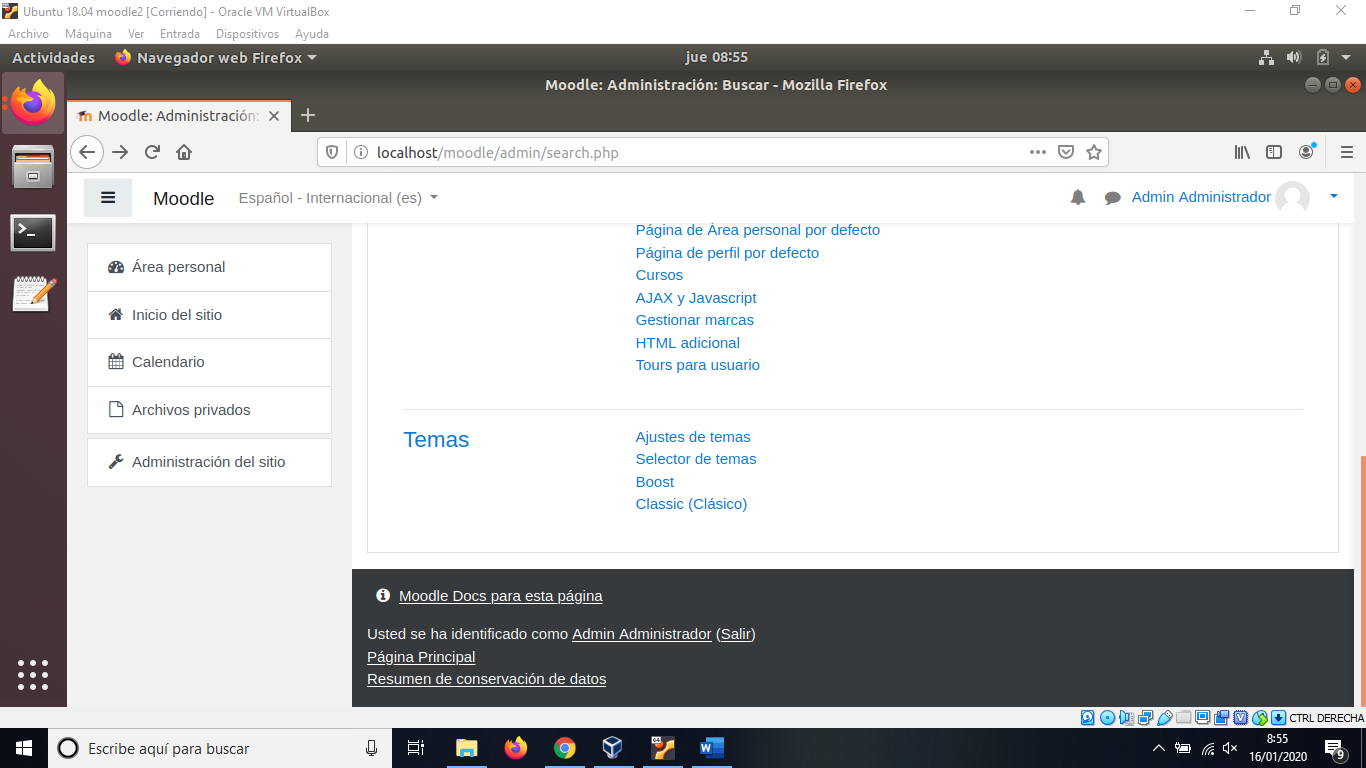 Ubuntu 18.04 moodle2 [Corriendo] - Oracle VM VirtualBox
Archivo Máquina Ver Entrada Dispositivos Ayuda
Actividades Navegador web Firefox jue 08:55
Moodle: Administración: Buscar - Mozilla Firefox
Moodle: Administración:
localhost/moodle/admin/search.php
Moodle Español - Internacional (es) Admin Administrador
Área personal
Inicio del sitio
Calendario
Archivos privados
Administración del sitio
Página de Área personal por defecto
Página de perfil por defecto
Cursos
AJAX y Javascript
Gestionar marcas
HTML adicional
Tours para usuario
Temas
Ajustes de temas
Selector de temas
Boost
Classic (Clásico)
Moodle Docs para esta página
Usted se ha identificado como Admin Administrador (Salir)
Página Principal
Resumen de conservación de datos
CTRL DERECHA
Escribe aquí para buscar
8:55
16/01/2020
9